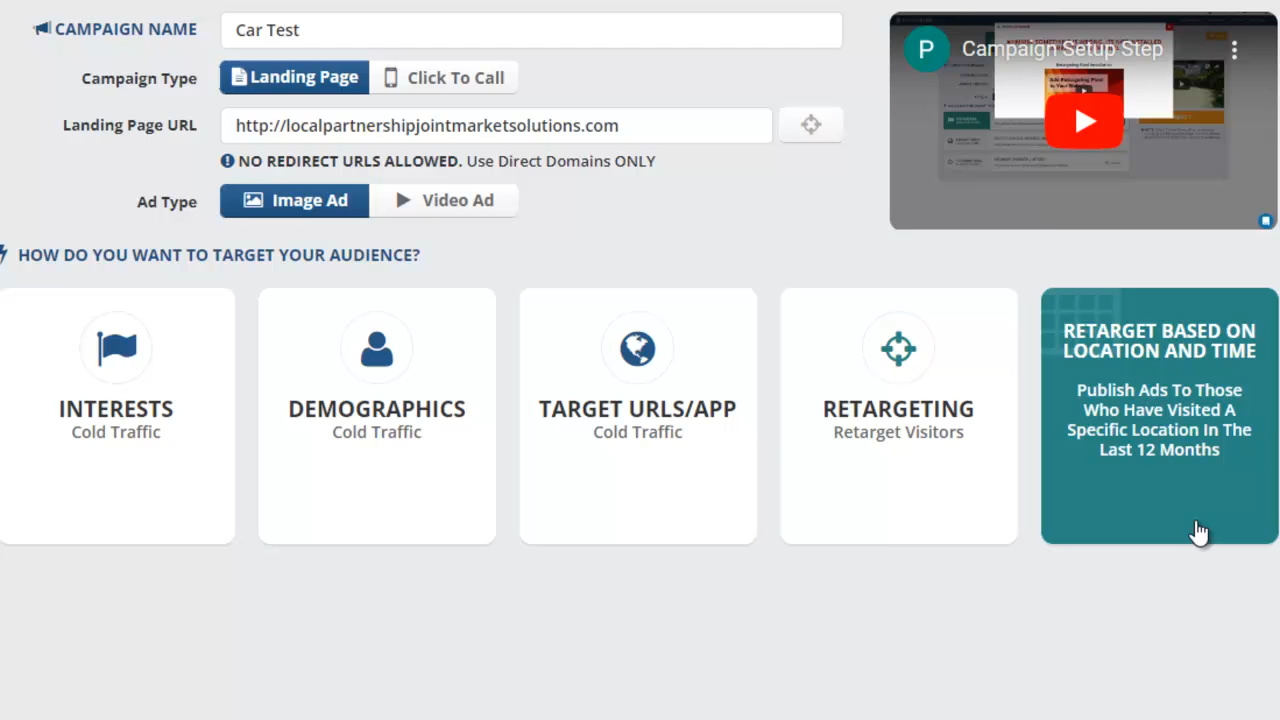 CAMPAIGN NAME
Car Test
Campaign Type
Landing Page
Click To Call
Landing Page URL
http://localpartnershipjointmarketsolutions.com
NO REDIRECT URLS ALLOWED. Use Direct Domains ONLY
Ad Type
Image Ad
Video Ad
P
Campaign Setup Step
HOW DO YOU WANT TO TARGET YOUR AUDIENCE?
INTERESTS
Cold Traffic
DEMOGRAPHICS
Cold Traffic
TARGET URLS/APP
Cold Traffic
RETARGETING
Retarget Visitors
RETARGET BASED ON
LOCATION AND TIME
Publish Ads To Those
Who Have Visited A
Specific Location In The
Last 12 Months